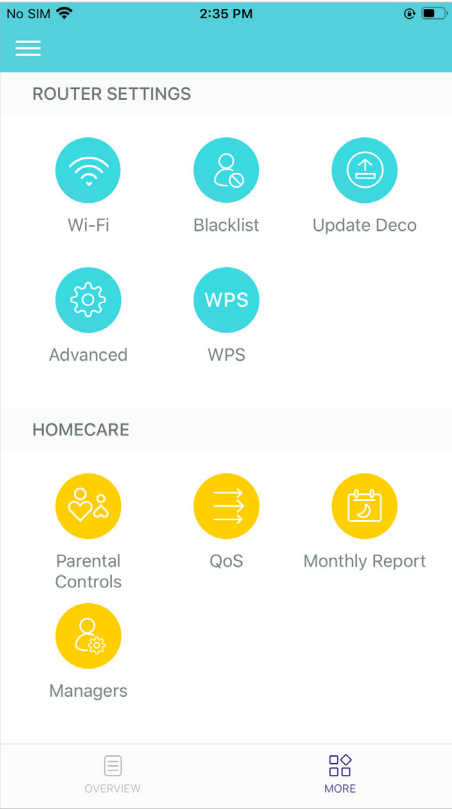 No SIM 2:35 PM
ROUTER SETTINGS
Wi-Fi Blacklist Update Deco
WPS
Advanced WPS
HOMECARE
Parental Controls QoS Monthly Report
Managers
OVERVIEW MORE